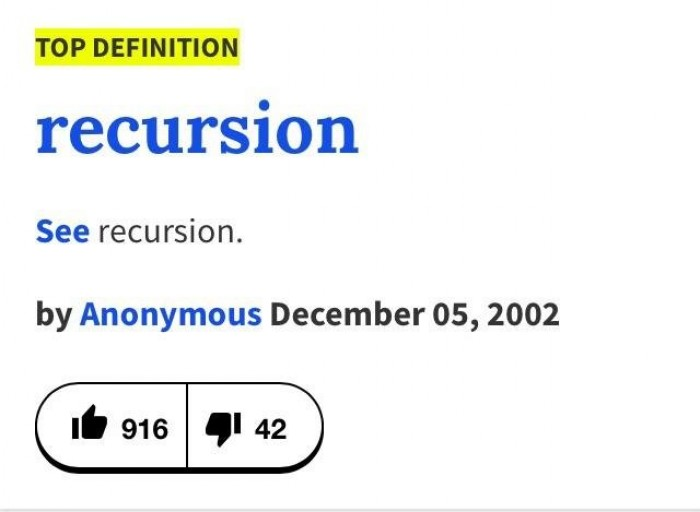 TOP DEFINITION
recursion
See recursion.
by Anonymous December 05, 2002
916 42